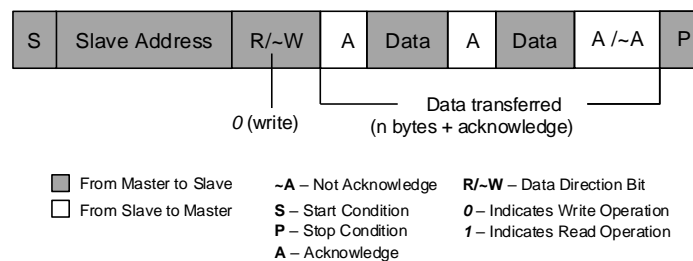 S Slave Address R/~W A Data A Data A /~A P
0 (write)
Data transferred
(n bytes + acknowledge)
From Master to Slave
From Slave to Master
~A – Not Acknowledge
S – Start Condition
P – Stop Condition
A – Acknowledge
R/~W – Data Direction Bit
0 – Indicates Write Operation
1 – Indicates Read Operation